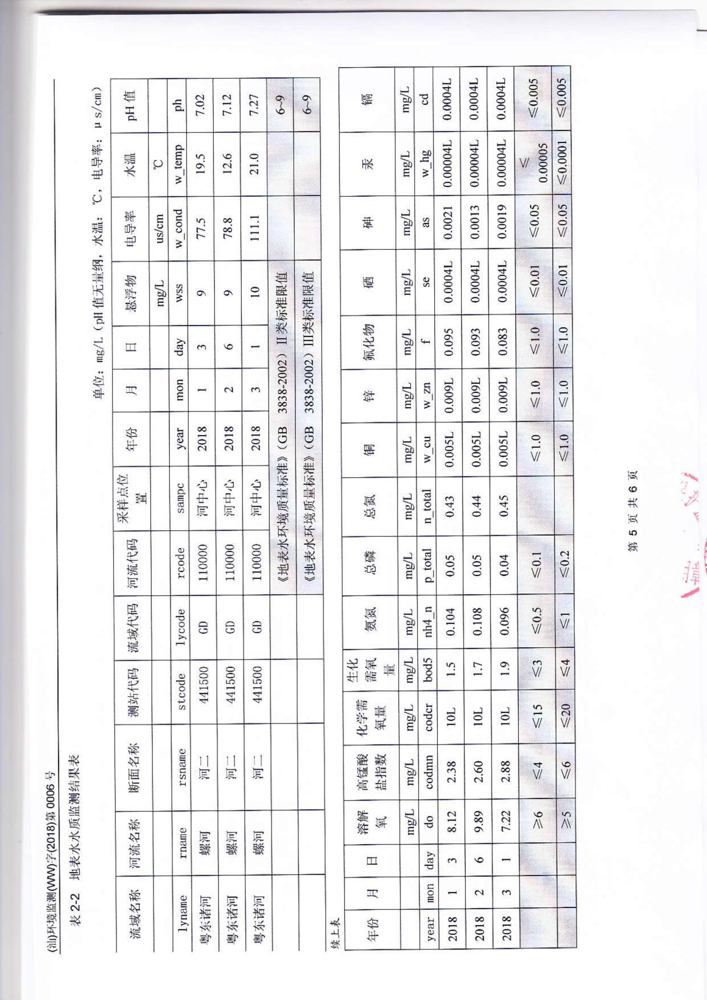 (汕)环境监测(WW)字(2018)第 0006 号
表 2-2 地表水水质监测结果表
单位：mg/L（pH 值无量纲，水温：℃，电导率：μs/cm）
流域名称 河流名称 断面名称 测站代码 流域代码 河流代码 采样点位置 年份 月 日 悬浮物 电导率 水温 pH 值
mg/L us/cm ℃
lyname rname rsname stcode lycode rcode sampc year mon day wss w_cond w_temp ph
粤东诸河 螺河 河二 441500 GD 110000 河中心 2018 1 3 9 77.5 19.5 7.02
粤东诸河 螺河 河二 441500 GD 110000 河中心 2018 2 6 9 78.8 12.6 7.12
粤东诸河 螺河 河二 441500 GD 110000 河中心 2018 3 1 10 111.1 21.0 7.27
《地表水环境质量标准》（GB 3838-2002）II 类标准限值 6~9
《地表水环境质量标准》（GB 3838-2002）III类标准限值 6~9
续上表
年份 月 日 溶解氧 高锰酸盐指数 化学需氧量 生化需氧量 氨氮 总磷 总氮 铜 锌 氟化物 硒 砷 汞 镉
mg/L mg/L mg/L mg/L mg/L mg/L mg/L mg/L mg/L mg/L mg/L mg/L mg/L mg/L
year mon day do codmn codcr bod5 nh4_n p_total n_total w_cu w_zn f se as w_hg cd
2018 1 3 8.12 2.38 10L 1.5 0.104 0.05 0.43 0.005L 0.009L 0.095 0.0004L 0.0021 0.00004L 0.0004L
2018 2 6 9.89 2.60 10L 1.7 0.108 0.05 0.44 0.005L 0.009L 0.093 0.0004L 0.0013 0.00004L 0.0004L
2018 3 1 7.22 2.88 10L 1.9 0.096 0.04 0.45 0.005L 0.009L 0.083 0.0004L 0.0019 0.00004L 0.0004L
≥6 ≤4 ≤15 ≤3 ≤0.5 ≤0.1 ≤1.0 ≤1.0 ≤1.0 ≤0.01 ≤0.05 ≤0.00005 ≤0.005
≥5 ≤6 ≤20 ≤4 ≤1 ≤0.2 ≤1.0 ≤1.0 ≤1.0 ≤0.01 ≤0.05 ≤0.0001 ≤0.005
第 5 页 共 6 页